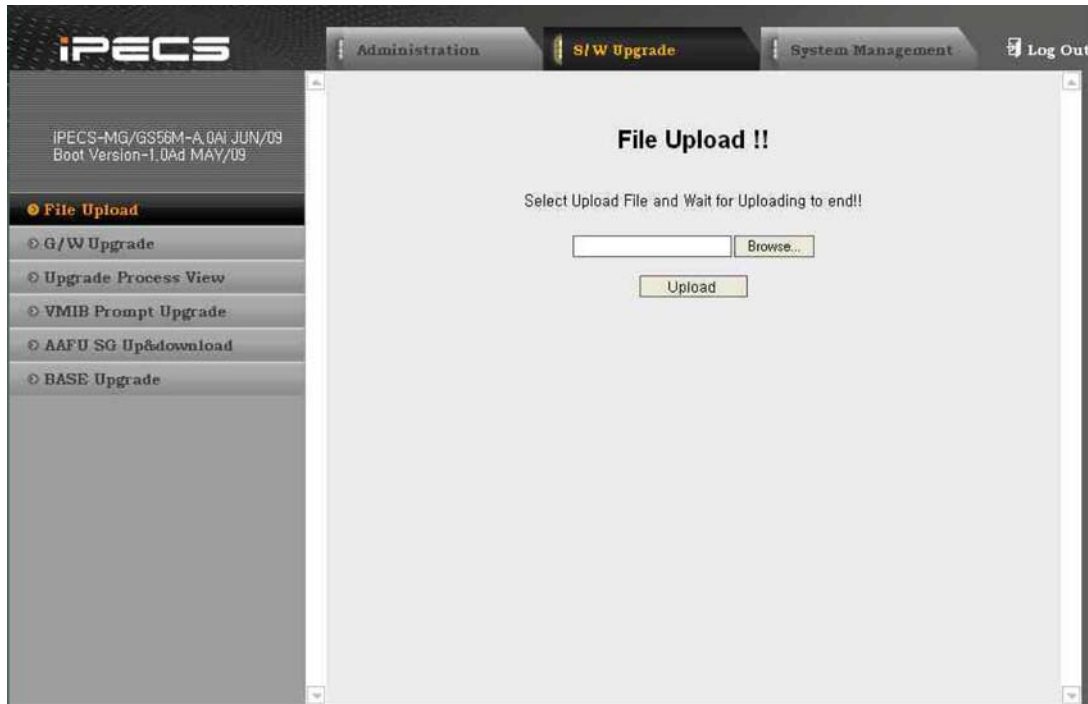 iPECS
Administration
S/W Upgrade
System Management
Log Out
iPECS-MG/GS56M-A.0Ai JUN/09
Boot Version-1.0Ad MAY/09
File Upload
G/W Upgrade
Upgrade Process View
VMIB Prompt Upgrade
AAFU SG Up&download
BASE Upgrade
File Upload !!
Select Upload File and Wait for Uploading to end!!
Browse...
Upload